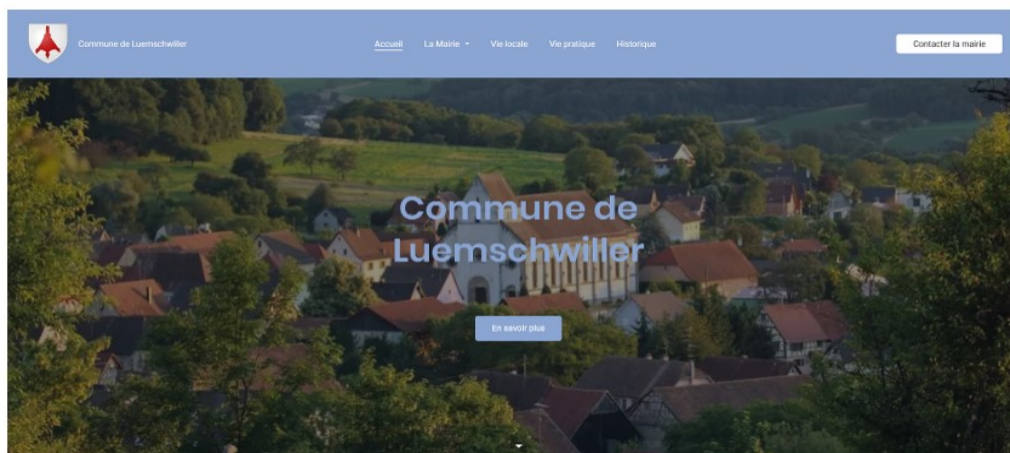 Commune de Luemschwiller
Accueil La Mairie Vie locale Vie pratique Historique
Contacter la mairie
Commune de
Luemschwiller
En savoir plus